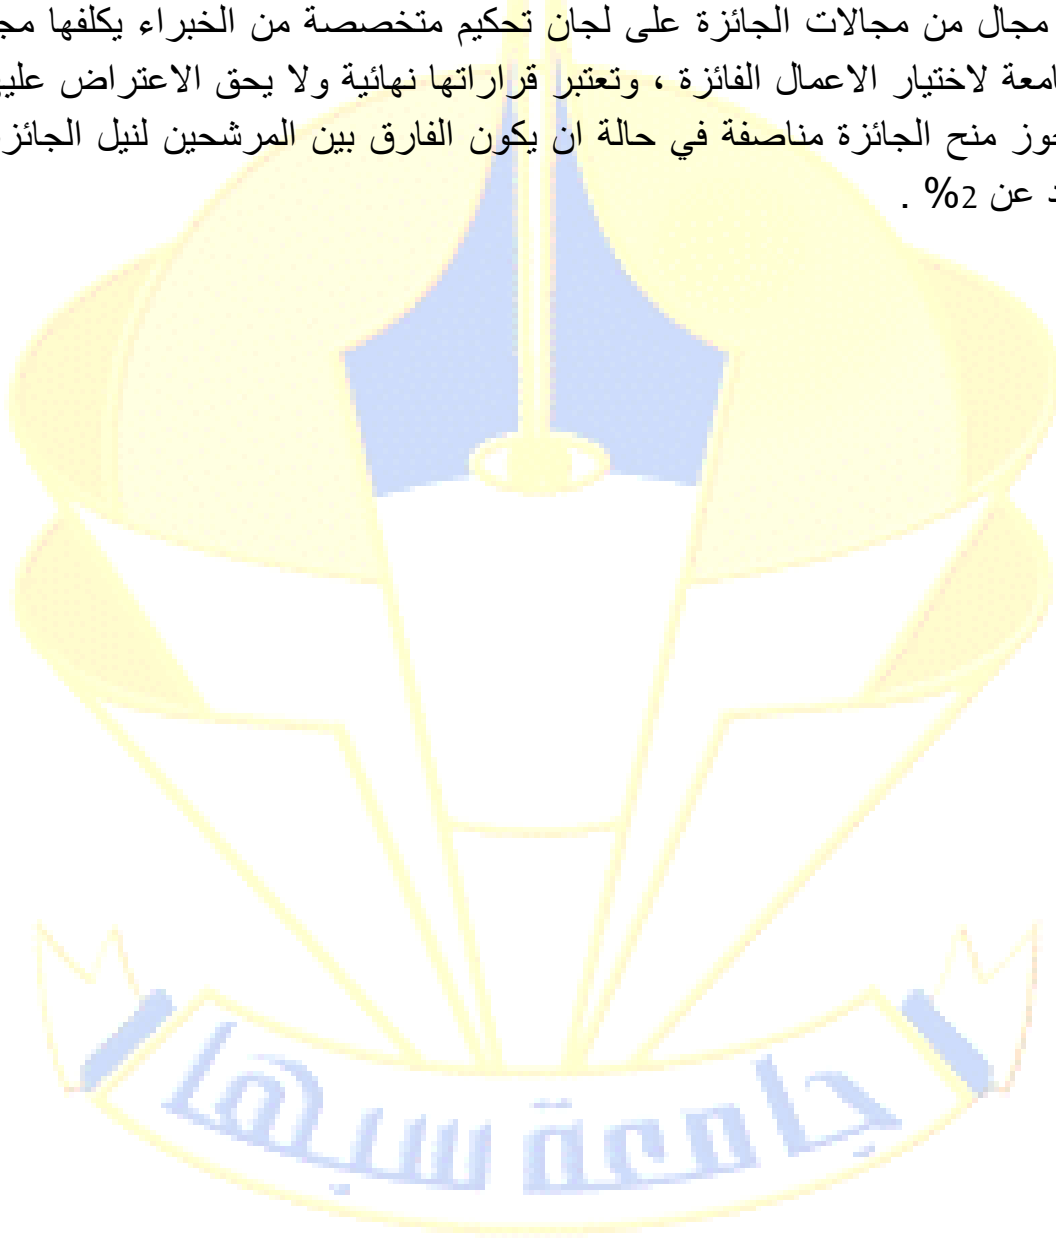 مجال من مجالات الجائزة على لجان تحكيم متخصصة من الخبراء يكلفها
لاختيار الاعمال الفائزة ، وتعتبر قراراتها نهائية ولا يحق الاعتراض
منح الجائزة مناصفة في حالة ان يكون الفارق بين المرشحين لنيل
عن 2% .
جامعة سبها